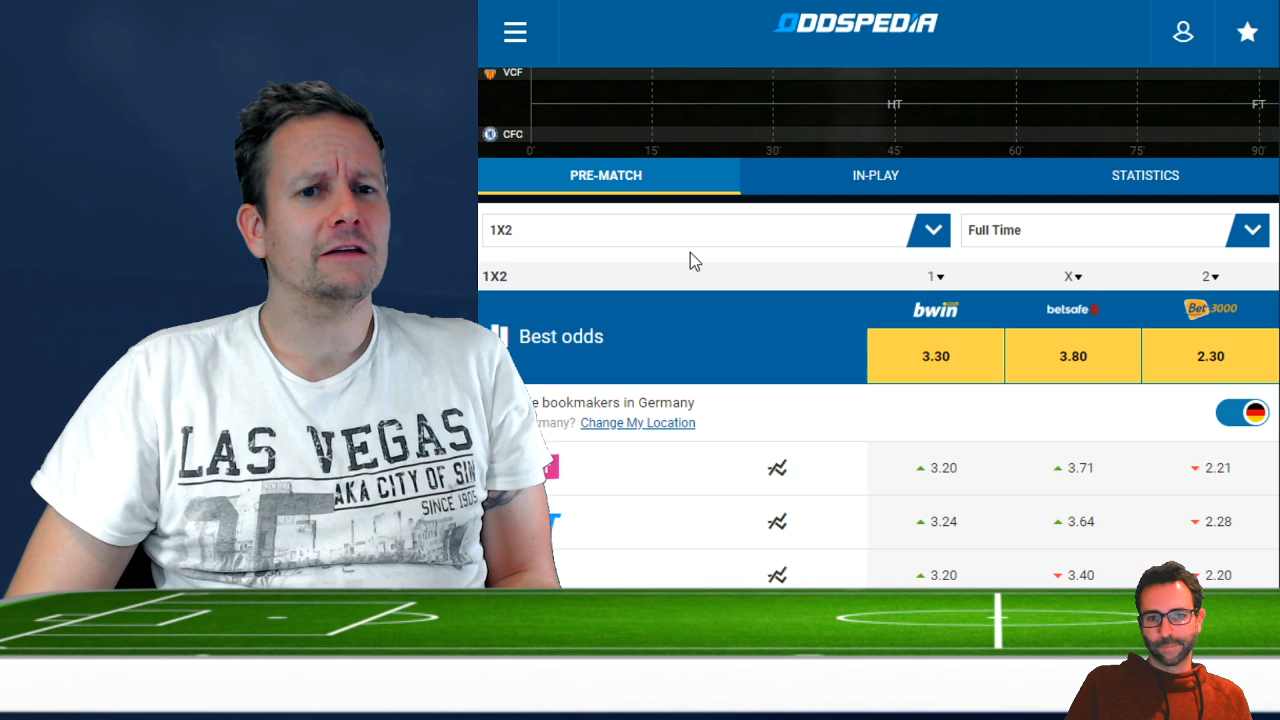 ODDSPEDIA
VCF
HT
FT
CFC
0' 15' 30' 45' 60' 75' 90'
PRE-MATCH IN-PLAY STATISTICS
1X2 Full Time
1X2 1 X 2
bwin.com betsafe Bet3000
Best odds 3.30 3.80 2.30
bookmakers in Germany
Change My Location
3.20 3.71 2.21
3.24 3.64 2.28
3.20 3.40 2.20
LAS VEGAS
AKA CITY OF SIN
SINCE 1905